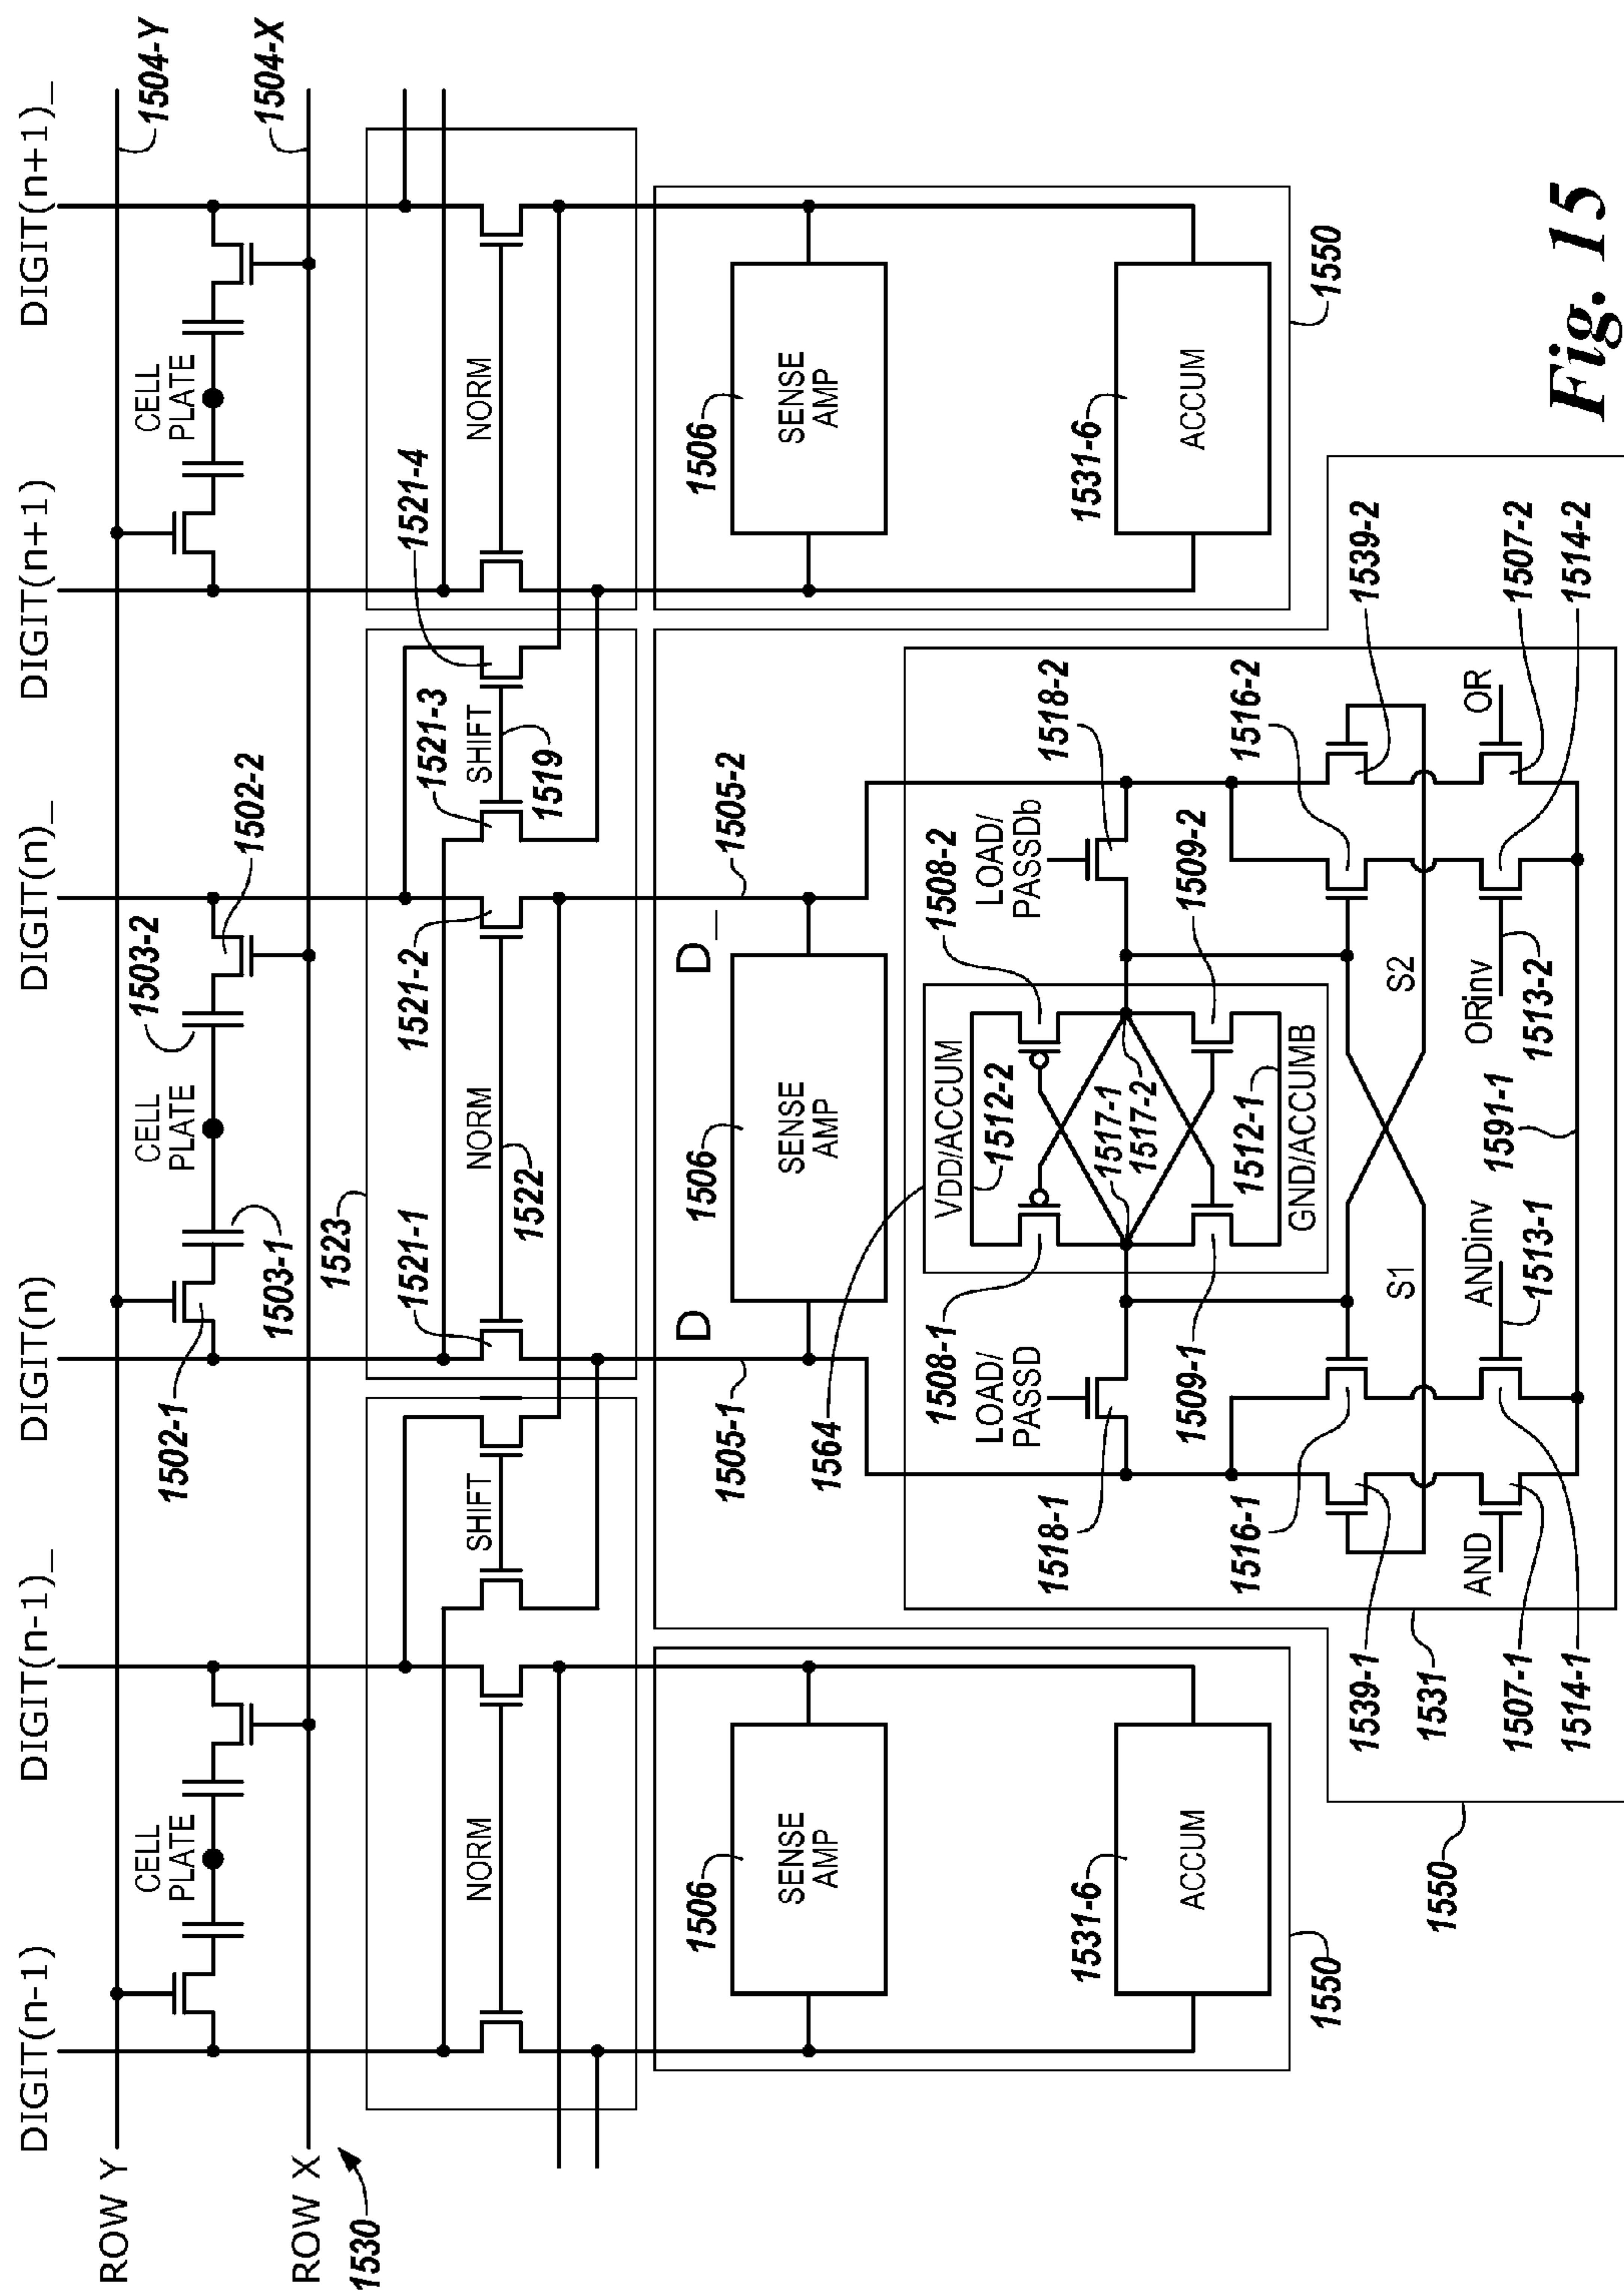 DIGIT(n-1)
DIGIT(n-1)_
DIGIT(n)
DIGIT(n)_
DIGIT(n+1)
DIGIT(n+1)_
ROW Y
1504-Y
CELL PLATE
CELL PLATE
CELL PLATE
1502-1
1503-1
1503-2
1502-2
ROW X
1504-X
1530
1523
NORM
SHIFT
1521-1
NORM
1522
1521-2
1521-3
SHIFT
1519
1521-4
NORM
1505-1
D
D_
1505-2
1506
SENSE AMP
1506
SENSE AMP
1506
SENSE AMP
1564
1531-6
ACCUM
1550
1531-6
ACCUM
1550
1518-1
LOAD/
PASSD
1508-1
VDD/ACCUM
1512-2
1508-2
LOAD/
PASSDb
1518-2
1517-1
1517-2
1509-1
1512-1
GND/ACCUMB
1509-2
1516-1
1516-2
1539-1
1539-2
S1
S2
1531
AND
ANDinv
1513-1
ORinv
1513-2
OR
1507-1
1507-2
1514-1
1591-1
1514-2
1550
Fig. 15